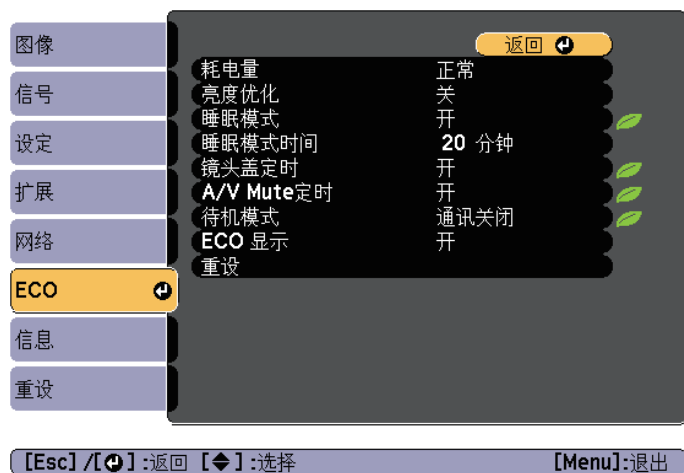 图像
信号
设定
扩展
网络
ECO
信息
重设
返回
耗电量 正常
亮度优化 关
睡眠模式 开
睡眠模式时间 20 分钟
镜头盖定时 开
A/V Mute定时 开
待机模式 通讯关闭
ECO 显示 开
重设
[Esc] /[ ] :返回 [ ] :选择 [Menu]:退出